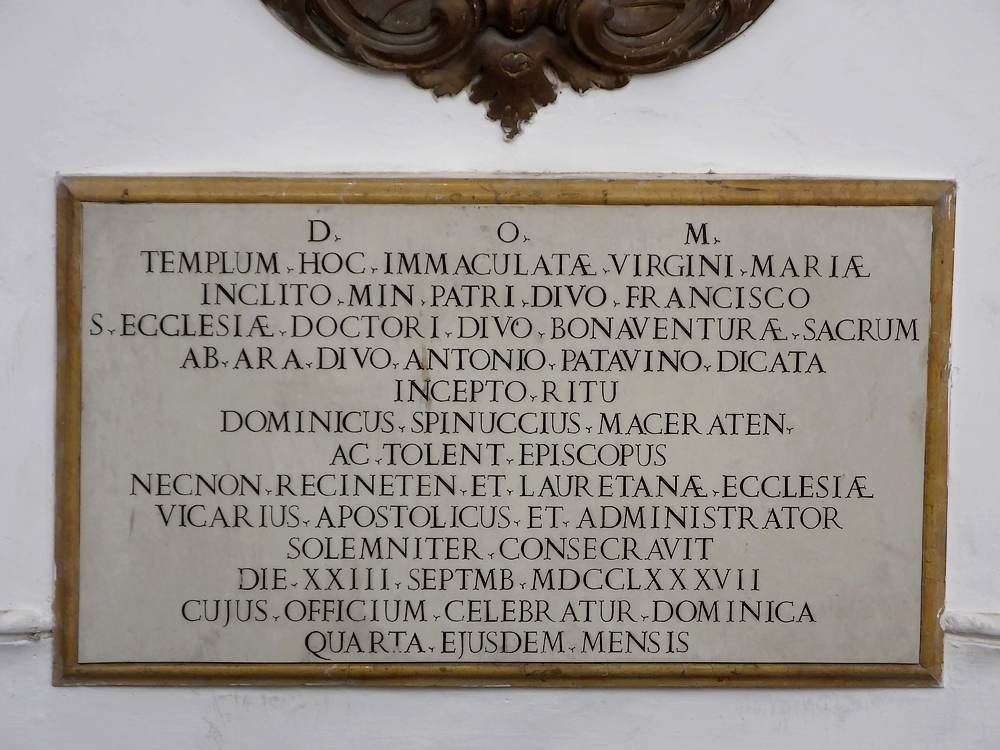 D. O. M.
TEMPLUM.HOC.IMMACULATÆ.VIRGINI.MARIÆ
INCLITO.MIN.PATRI.DIVO.FRANCISCO
S.ECCLESIÆ.DOCTORI.DIVO.BONAVENTURÆ.SACRUM
AB.ARA.DIVO.ANTONIO.PATAVINO.DICATA
INCEPTO.RITU
DOMINICUS.SPINUCCIUS.MACERATEN.
AC.TOLENT.EPISCOPUS
NECNON.RECINETEN.ET.LAURETANÆ.ECCLESIÆ
VICARIUS.APOSTOLICUS.ET.ADMINISTRATOR
SOLEMNITER.CONSECRAVIT
DIE.XXIII.SEPTMB.MDCCLXXXVII
CUJUS.OFFICIUM.CELEBRATUR.DOMINICA
QUARTA.EJUSDEM.MENSIS